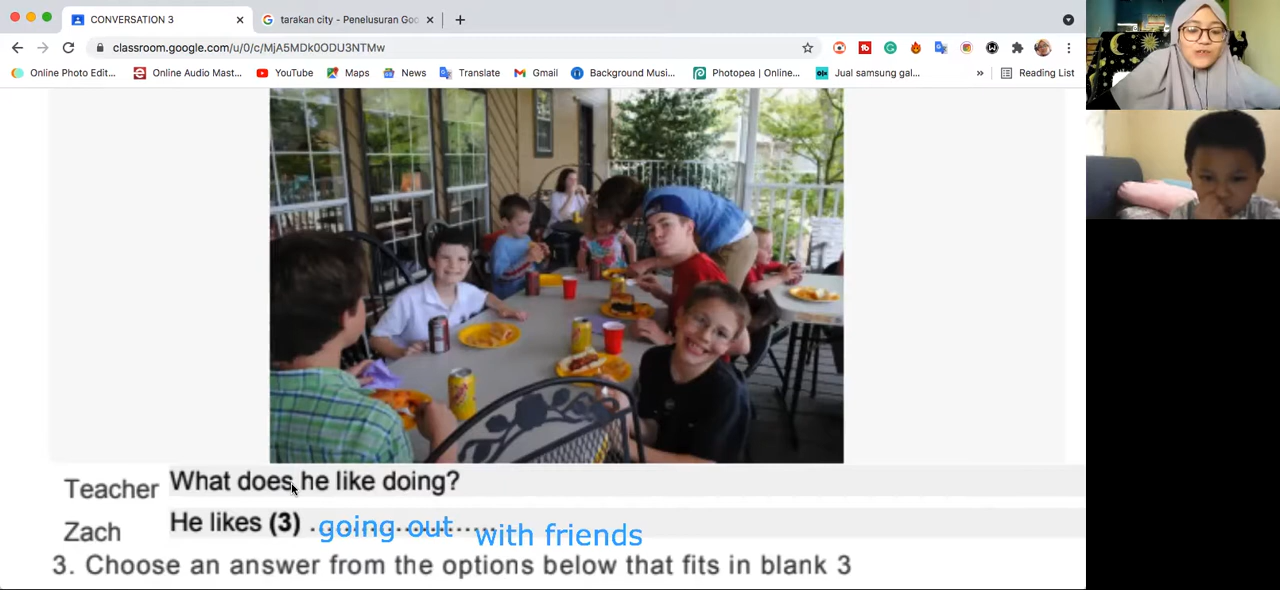 CONVERSATION 3
tarakan city - Penelusuran Goo
classroom.google.com/u/0/c/MjA5MDk0ODU3NTMw
Online Photo Edit...
Online Audio Mast...
YouTube
Maps
News
Translate
Gmail
Background Musi...
Photopea | Online...
Jual samsung gal...
Reading List
Teacher What does he like doing?
Zach He likes (3) ........................ going out with friends
3. Choose an answer from the options below that fits in blank 3